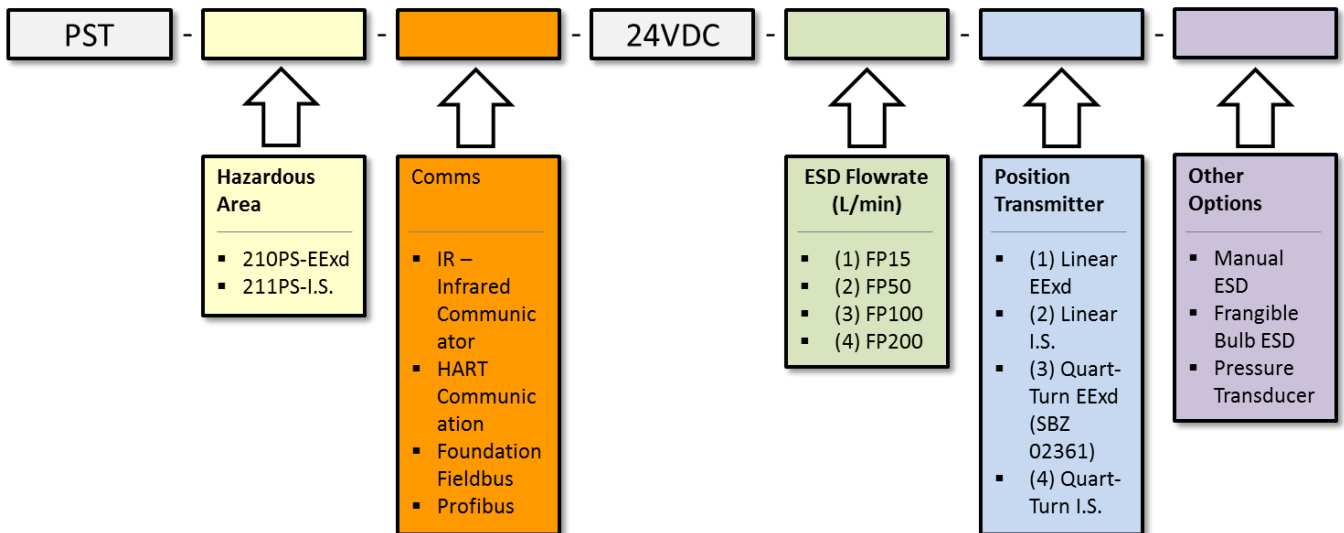 PST - - - 24VDC - - -
Hazardous
Area
▪ 210PS-EExd
▪ 211PS-I.S.
Comms
▪ IR –
Infrared
Communic
ator
▪ HART
Communic
ation
▪ Foundation
Fieldbus
▪ Profibus
ESD Flowrate
(L/min)
▪ (1) FP15
▪ (2) FP50
▪ (3) FP100
▪ (4) FP200
Position
Transmitter
▪ (1) Linear
EExd
▪ (2) Linear
I.S.
▪ (3) Quart-
Turn EExd
(SBZ
02361)
▪ (4) Quart-
Turn I.S.
Other
Options
▪ Manual
ESD
▪ Frangible
Bulb ESD
▪ Pressure
Transducer